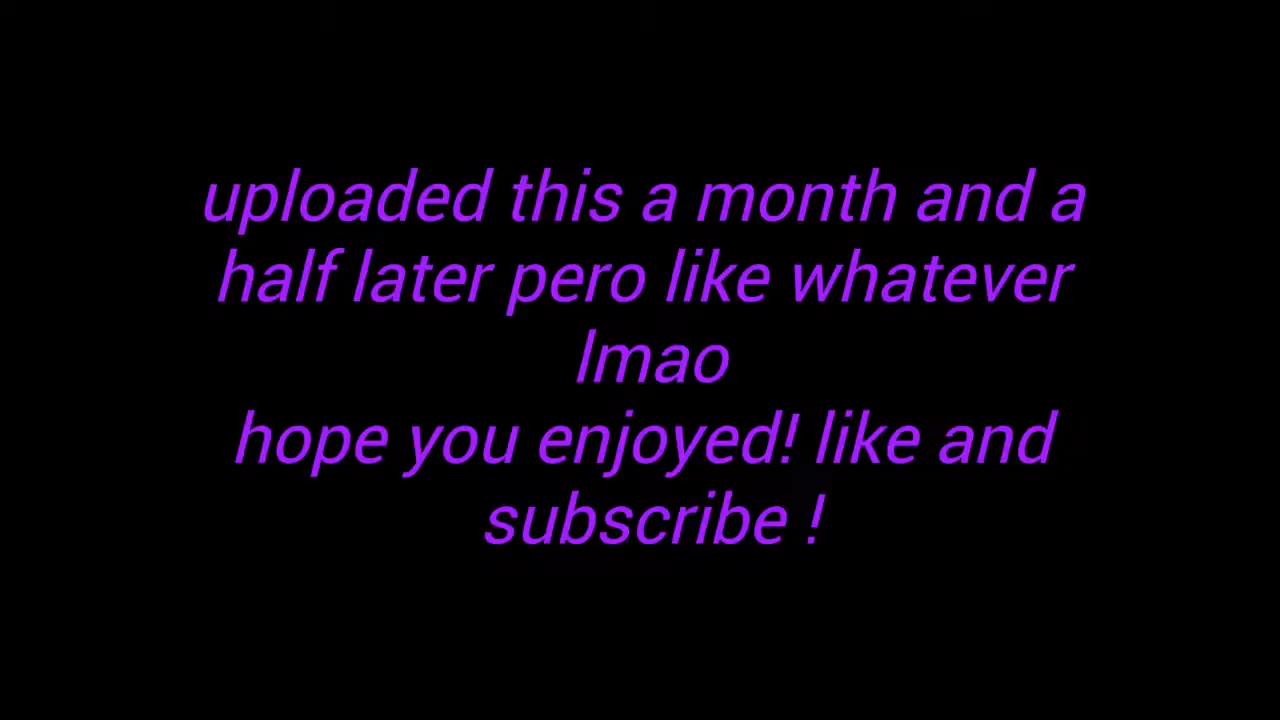 uploaded this a month and a
half later pero like whatever
lmao
hope you enjoyed! like and
subscribe !